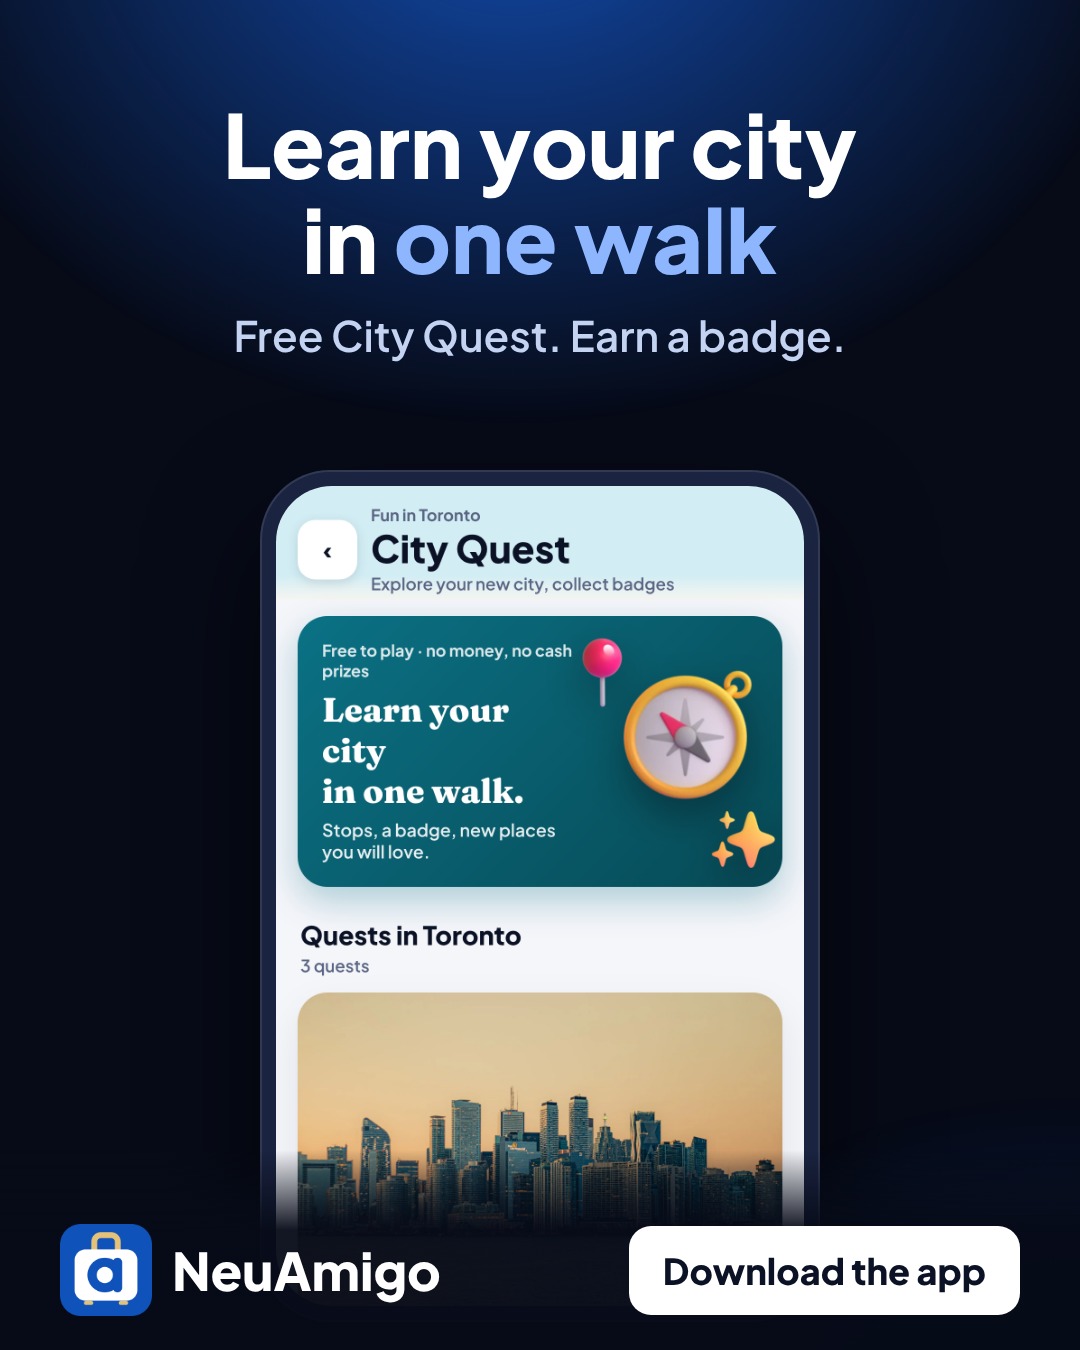 Learn your city
in one walk
Free City Quest. Earn a badge.
‹
Fun in Toronto
City Quest
Explore your new city, collect badges
Free to play · no money, no cash
prizes
Learn your
city
in one walk.
Stops, a badge, new places
you will love.
Quests in Toronto
3 quests
a
NeuAmigo
Download the app